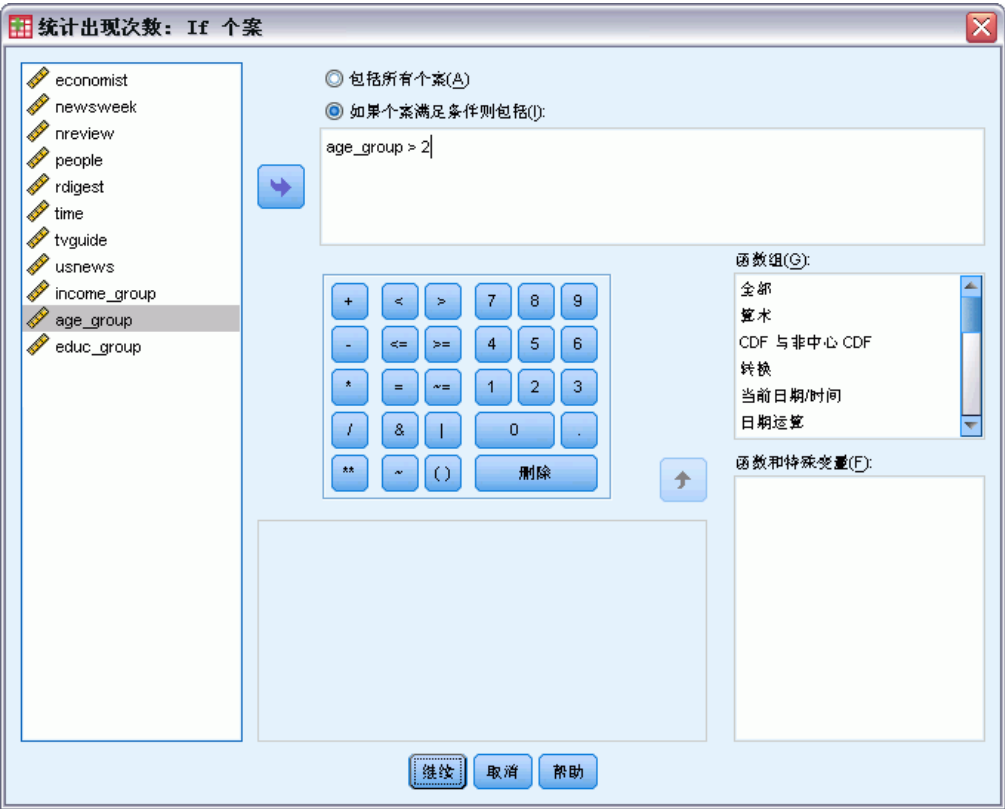 统计出现次数: If 个案
economist
newsweek
nreview
people
rdigest
time
tvguide
usnews
income_group
age_group
educ_group
包括所有个案(A)
如果个案满足条件则包括(I):
age_group > 2
+ < > 7 8 9
- <= >= 4 5 6
* = ~= 1 2 3
/ & | 0 .
** ~ ( ) 删除
函数组(G):
全部
算术
CDF 与非中心 CDF
转换
当前日期/时间
日期运算
函数和特殊变量(F):
继续 取消 帮助